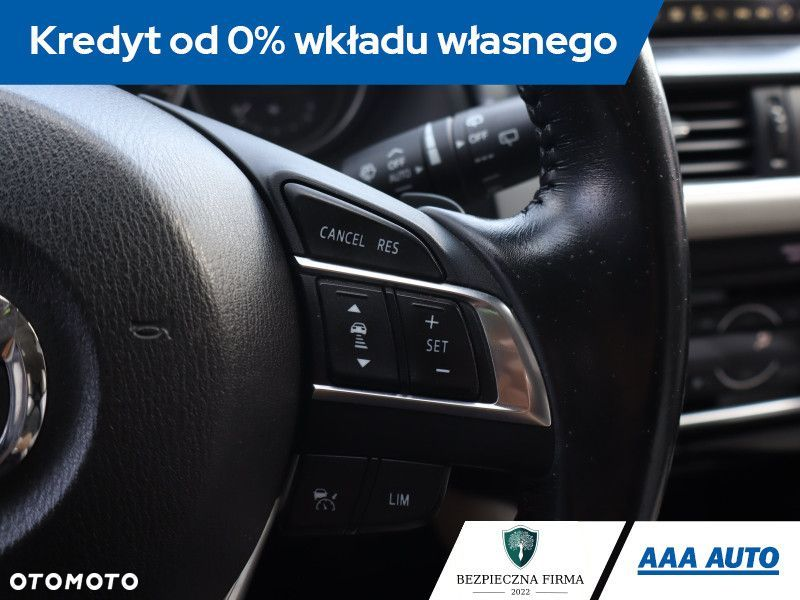 Kredyt od 0% wkładu własnego
OFF
AUTO
OFF
CANCEL RES
+
SET
−
LIM
OTOMOTO
BEZPIECZNA FIRMA
2022
AAA AUTO